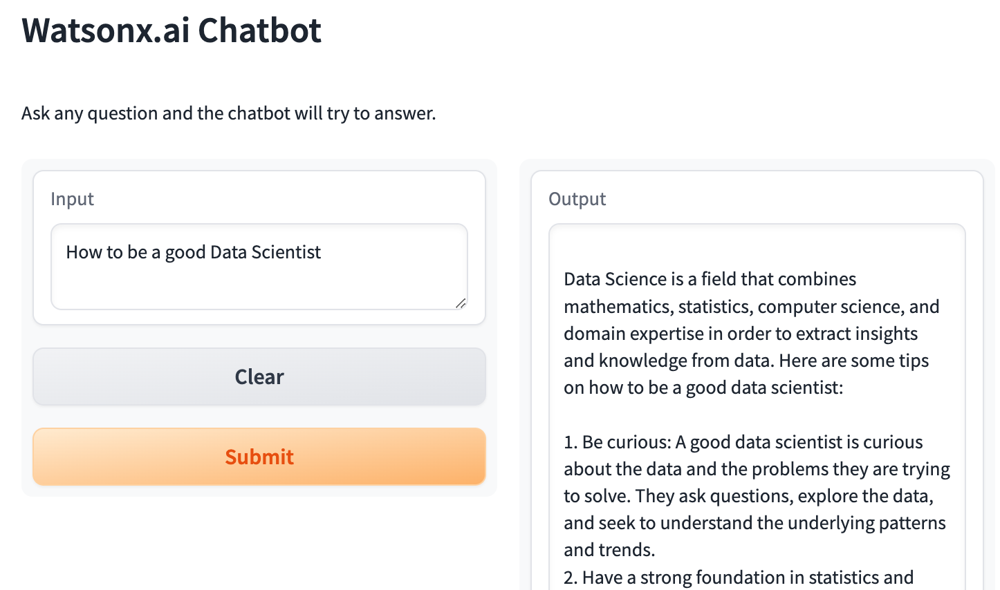 Watsonx.ai Chatbot
Ask any question and the chatbot will try to answer.
Input
How to be a good Data Scientist
Clear
Submit
Output
Data Science is a field that combines
mathematics, statistics, computer science, and
domain expertise in order to extract insights
and knowledge from data. Here are some tips
on how to be a good data scientist:
1. Be curious: A good data scientist is curious
about the data and the problems they are trying
to solve. They ask questions, explore the data,
and seek to understand the underlying patterns
and trends.
2. Have a strong foundation in statistics and